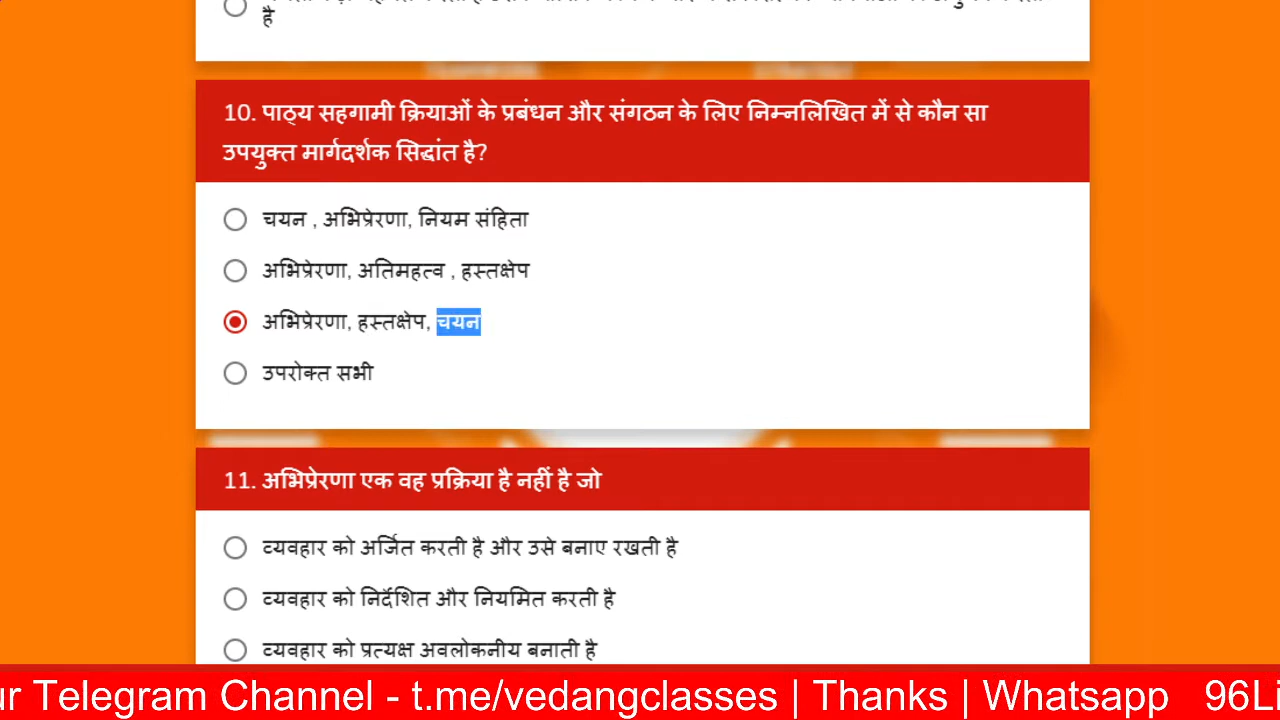 है
10. पाठ्य सहगामी क्रियाओं के प्रबंधन और संगठन के लिए निम्नलिखित में से कौन सा
उपयुक्त मार्गदर्शक सिद्धांत है?
चयन , अभिप्रेरणा, नियम संहिता
अभिप्रेरणा, अतिमहत्व , हस्तक्षेप
अभिप्रेरणा, हस्तक्षेप, चयन
उपरोक्त सभी
11. अभिप्रेरणा एक वह प्रक्रिया है नहीं है जो
व्यवहार को अर्जित करती है और उसे बनाए रखती है
व्यवहार को निर्देशित और नियमित करती है
व्यवहार को प्रत्यक्ष अवलोकनीय बनाती है
ur Telegram Channel - t.me/vedangclasses | Thanks | Whatsapp 96Li